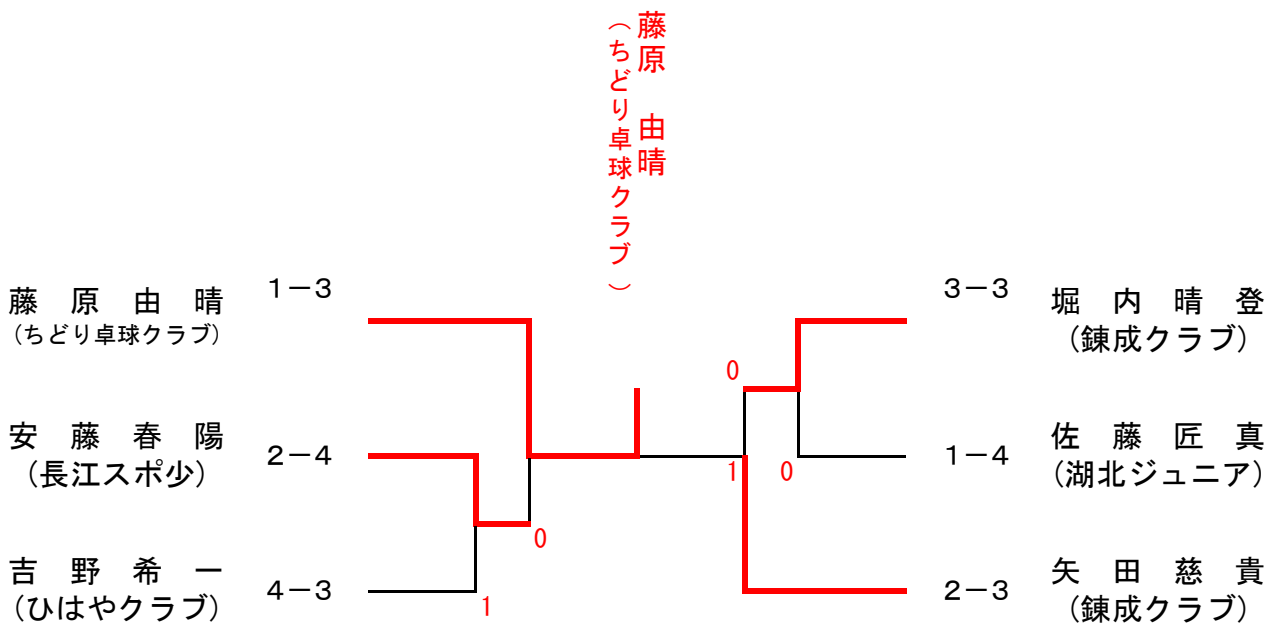 藤原 由晴
（ちどり卓球クラブ）
藤原由晴
(ちどり卓球クラブ)
1－3
安藤春陽
(長江スポ少)
2－4
吉野希一
(ひはやクラブ)
4－3
0
1
0
1
0
3－3
堀内晴登
(錬成クラブ)
1－4
佐藤匠真
(湖北ジュニア)
2－3
矢田慈貴
(錬成クラブ)